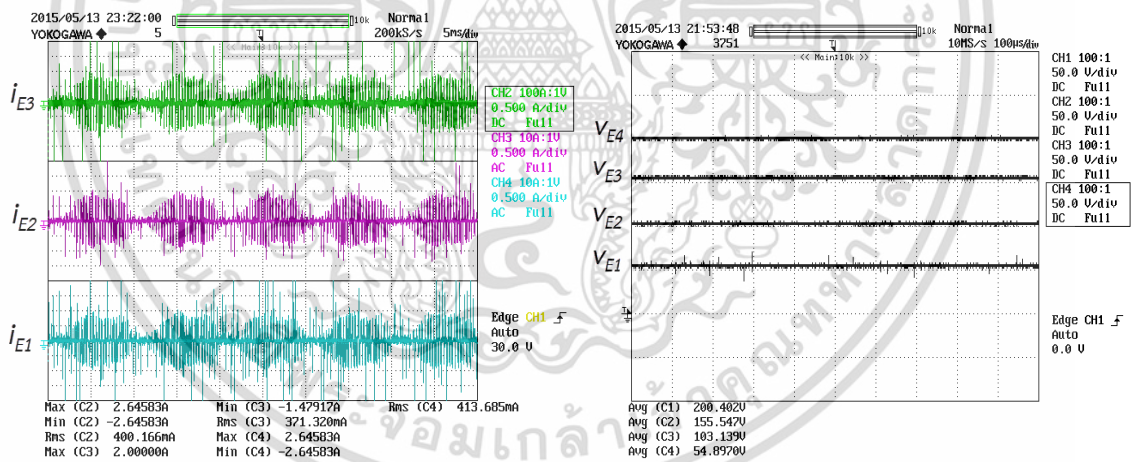 2015/05/13 23:22:00
10k
Normal
YOKOGAWA ◆ 5
200kS/s 5ms/div
<< Main:10k >>
iE3
iE2
iE1
CH2 100A:1V
0.500 A/div
DC Full
CH3 10A:1V
0.500 A/div
AC Full
CH4 10A:1V
0.500 A/div
AC Full
Edge CH1
Auto
30.0 V
Max (C2) 2.64583A Min (C3) -1.47917A Rms (C4) 413.685mA
Min (C2) -2.64583A Rms (C3) 371.320mA
Rms (C2) 400.166mA Max (C4) 2.64583A
Max (C3) 2.00000A Min (C4) -2.64583A
2015/05/13 21:53:48
10k
Normal
YOKOGAWA ◆ 3751
10MS/s 100µs/div
<< Main:10k >>
VE4
VE3
VE2
VE1
CH1 100:1
50.0 V/div
DC Full
CH2 100:1
50.0 V/div
DC Full
CH3 100:1
50.0 V/div
DC Full
CH4 100:1
50.0 V/div
DC Full
Edge CH1
Auto
0.0 V
Avg (C1) 200.402V
Avg (C2) 155.547V
Avg (C3) 103.139V
Avg (C4) 54.8970V